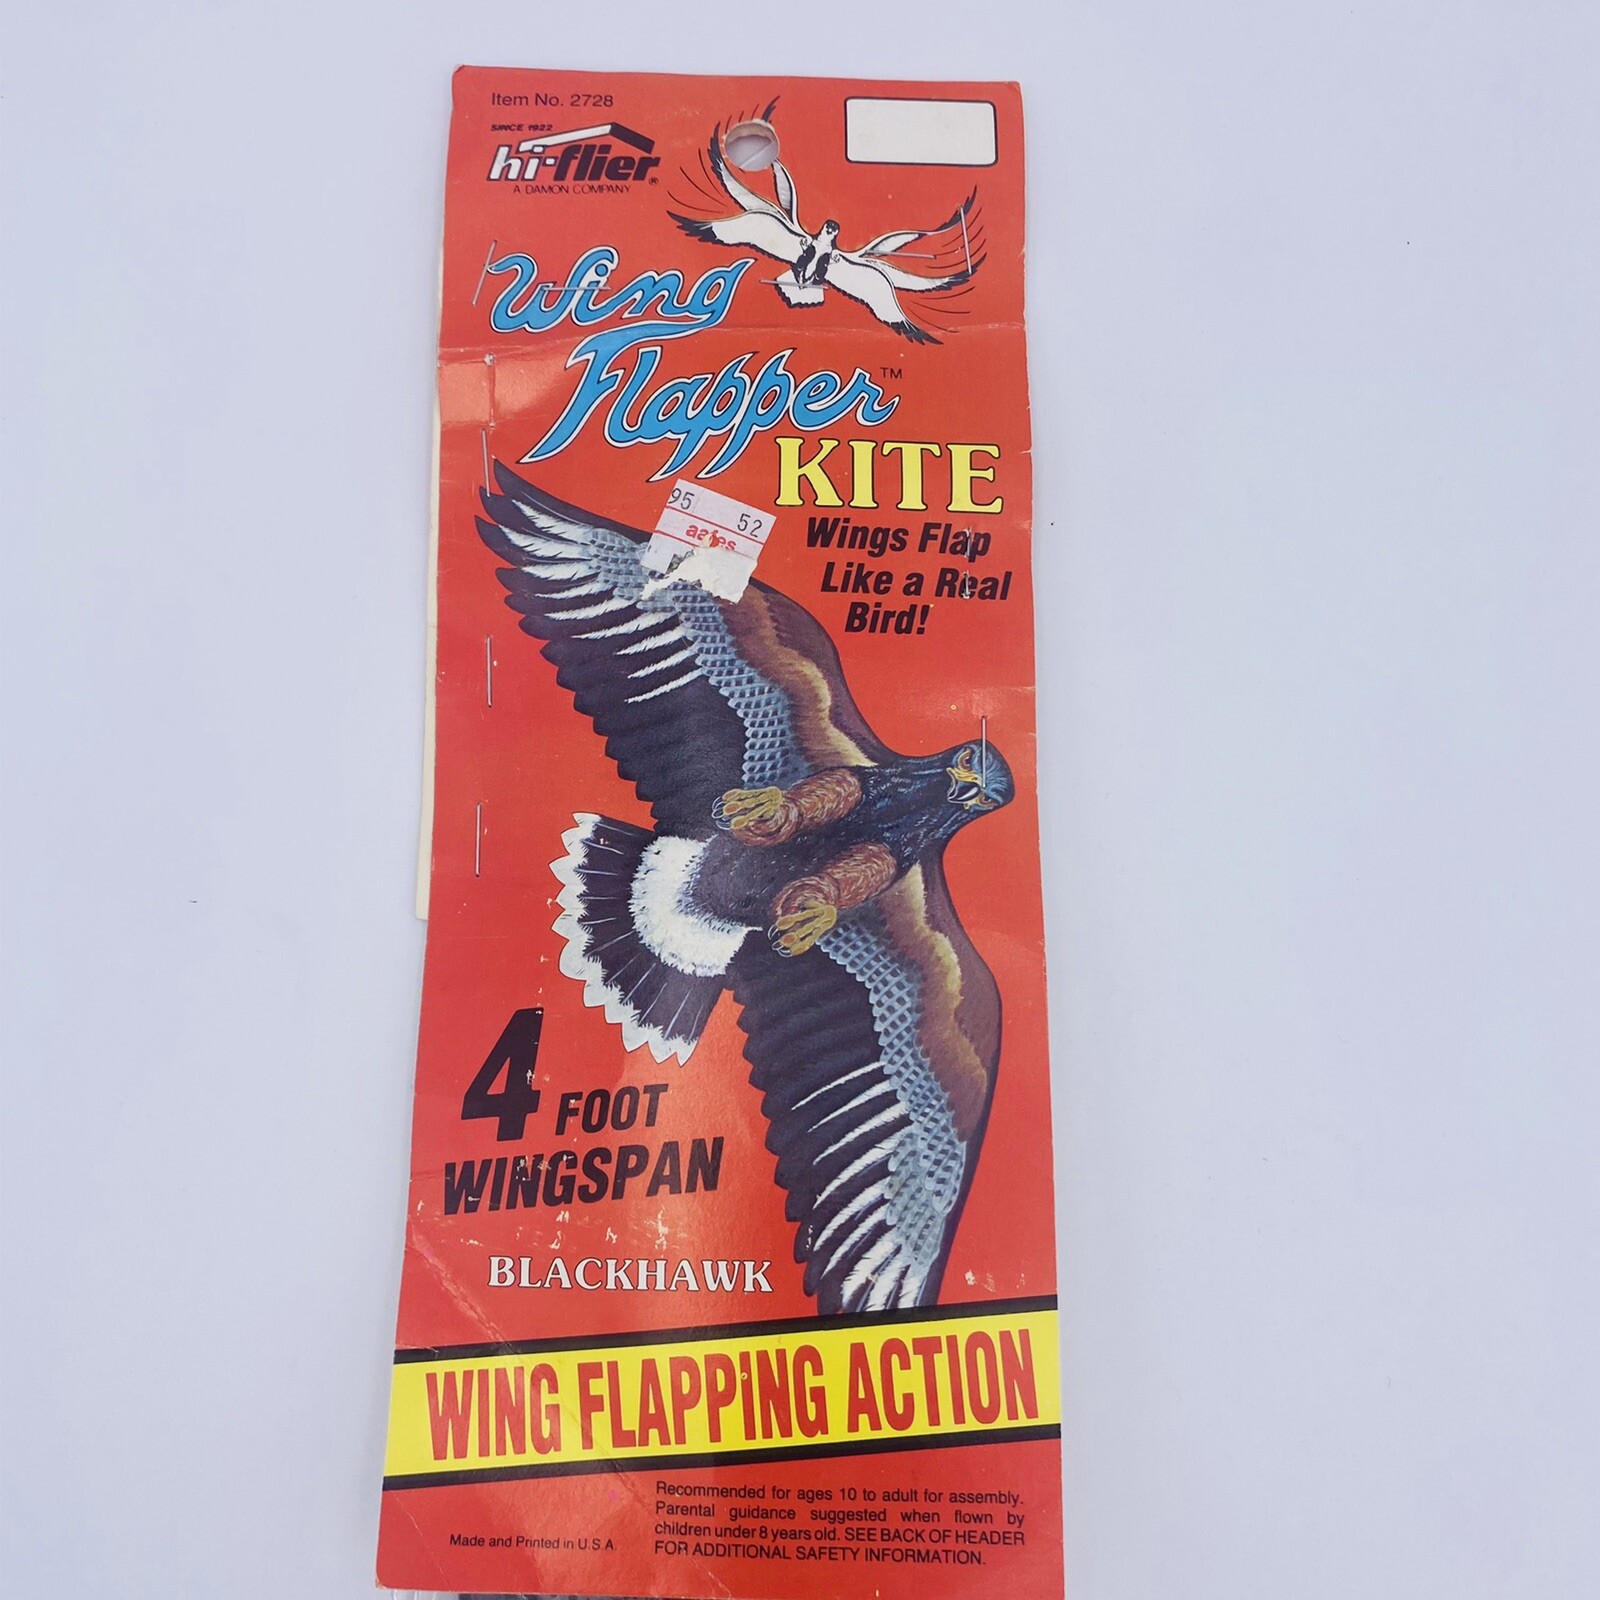 Item No. 2728
SINCE 1922
hi-flier®
A DAMON COMPANY
Wing
Flapper™
KITE
95 52
aafes
Wings Flap
Like a Real
Bird!
4 FOOT
WINGSPAN
BLACKHAWK
WING FLAPPiNG ACTION
Recommended for ages 10 to adult for assembly.
Parental guidance suggested when flown by
children under 8 years old. SEE BACK OF HEADER
FOR ADDITIONAL SAFETY INFORMATION.
Made and Printed in U.S.A.